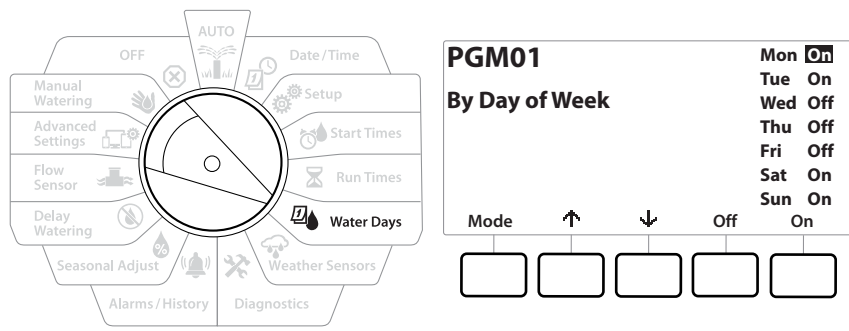 AUTO
OFF
Date/Time
Manual
Watering
Setup
Advanced
Settings
Start Times
Flow
Sensor
Run Times
Delay
Watering
Water Days
Seasonal Adjust
Weather Sensors
Alarms/History
Diagnostics
PGM01
Mon On
Tue On
By Day of Week
Wed Off
Thu Off
Fri Off
Sat On
Sun On
Mode ↑ ↓ Off On